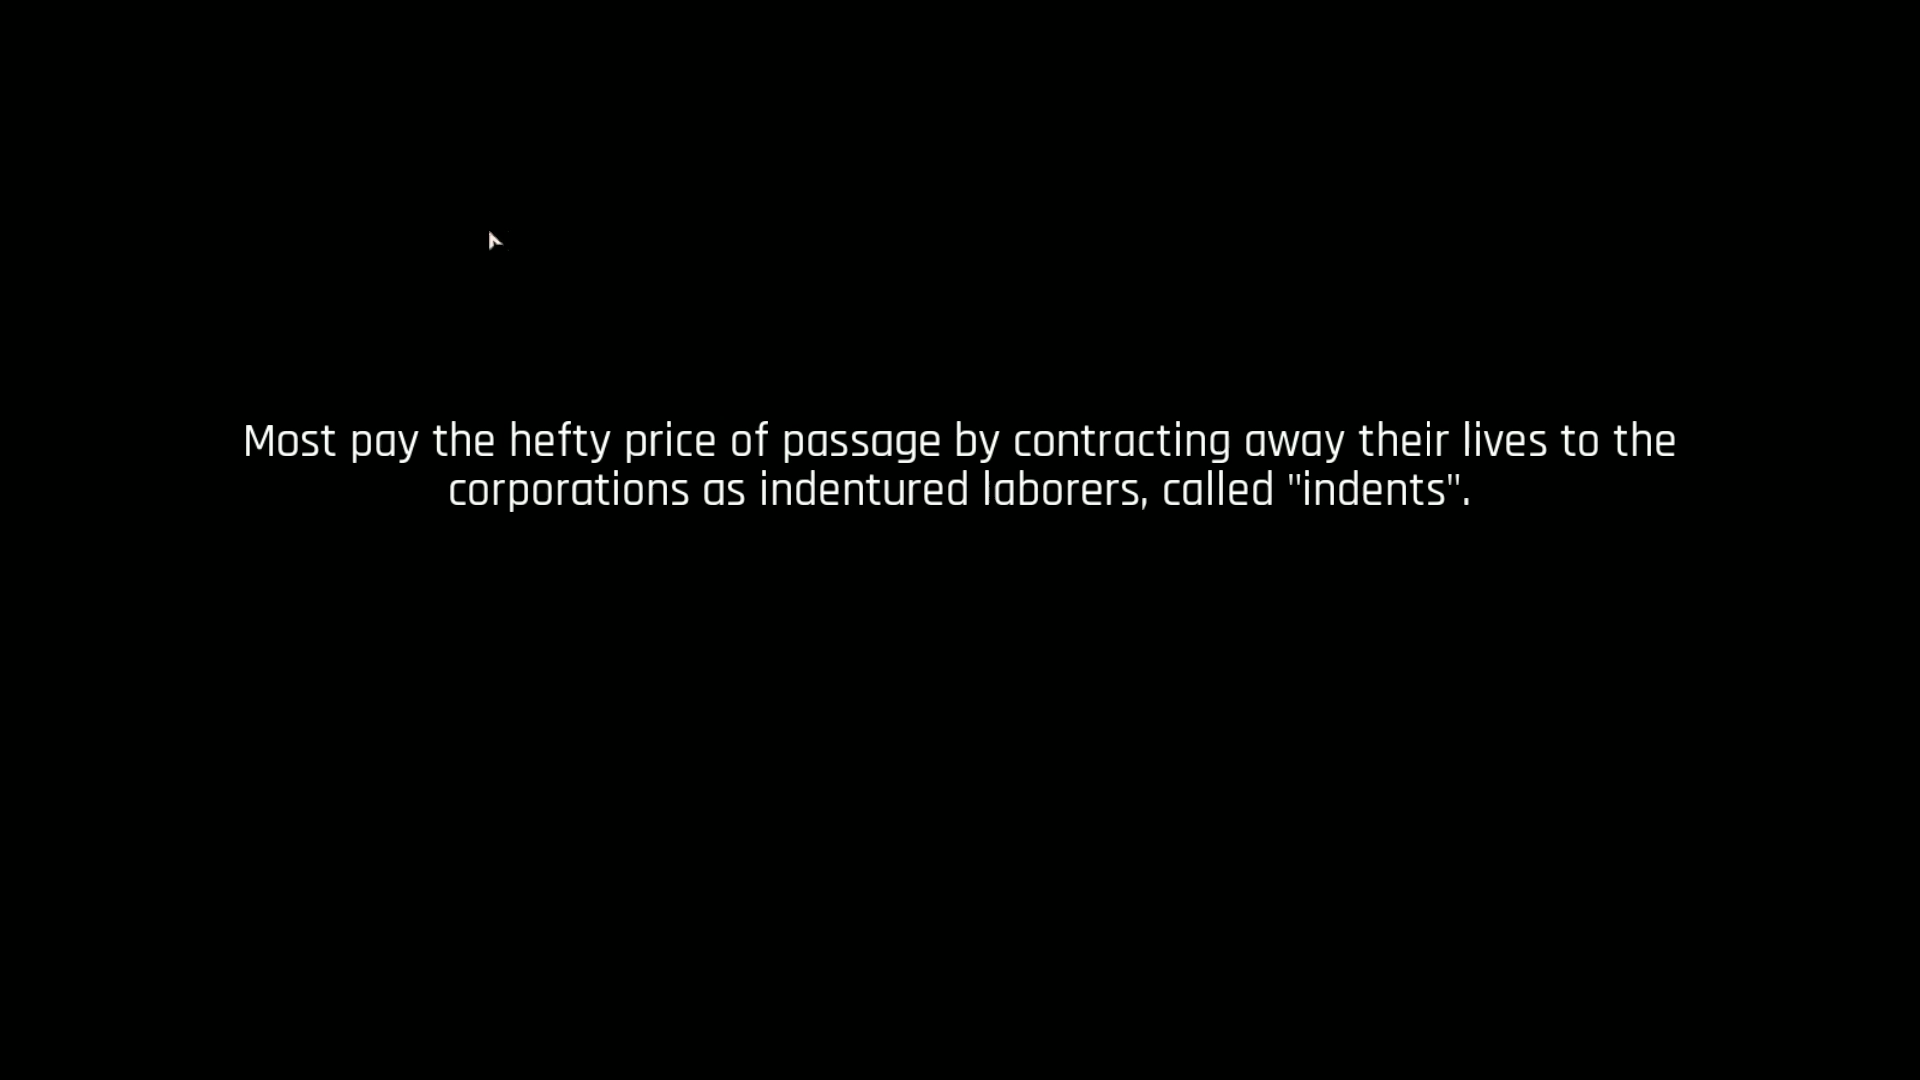 Most pay the hefty price of passage by contracting away their lives to the
corporations as indentured laborers, called "indents".